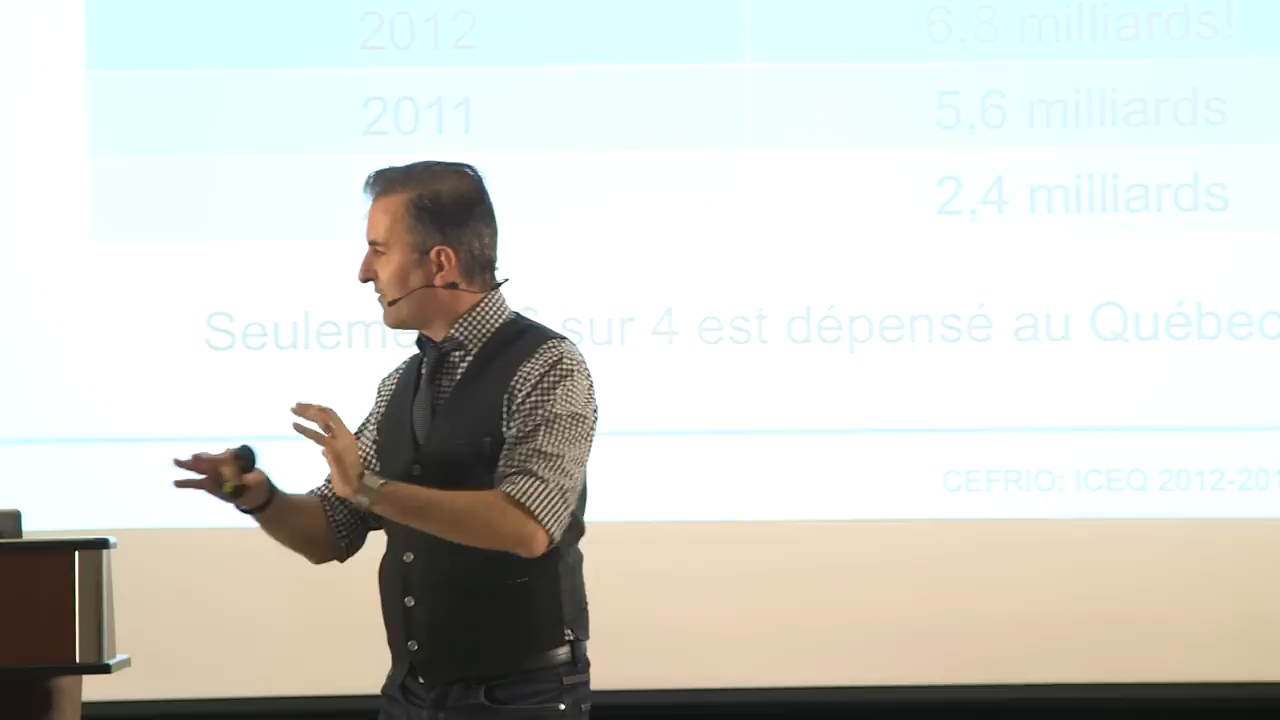 2012 6,8 milliards!
2011 5,6 milliards
2,4 milliards
sur 4 est dépensé au Québec
CEFRIO: ICEQ 2012-201